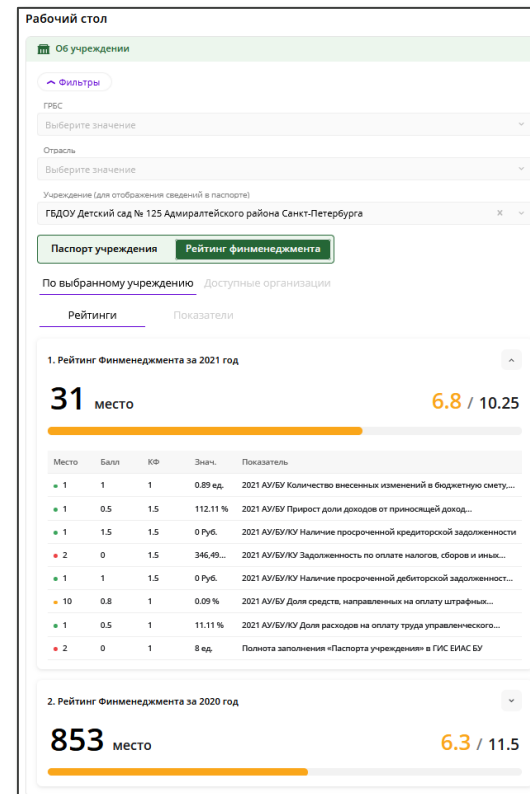 Рабочий стол
Об учреждении
Фильтры
ГРБС
Выберите значение
Отрасль
Выберите значение
Учреждение (для отображения сведений в паспорте)
ГБДОУ Детский сад № 125 Адмиралтейского района Санкт-Петербурга
Паспорт учреждения Рейтинг финменеджмента
По выбранному учреждению Доступные организации
Рейтинги Показатели
1. Рейтинг Финменеджмента за 2021 год
31 место 6.8 / 10.25
Место Балл КФ Знач. Показатель
1 1 1 0.89 ед. 2021 АУ/БУ Количество внесенных изменений в бюджетную смету,...
1 0.5 1.5 112.11 % 2021 АУ/БУ Прирост доли доходов от приносящей доход...
1 1.5 1.5 0 Руб. 2021 АУ/БУ/КУ Наличие просроченной кредиторской задолженности
2 0 1.5 346,49... 2021 АУ/БУ/КУ Задолженность по оплате налогов, сборов и иных...
1 1 1.5 0 Руб. 2021 АУ/БУ/КУ Наличие просроченной дебиторской задолженност...
10 0.8 1 0.09 % 2021 АУ/БУ Доля средств, направленных на оплату штрафных...
1 0.5 1 11.11 % 2021 АУ/БУ/КУ Доля расходов на оплату труда управленческого...
2 0 1 8 ед. Полнота заполнения «Паспорта учреждения» в ГИС ЕИАС БУ
2. Рейтинг Финменеджмента за 2020 год
853 место 6.3 / 11.5